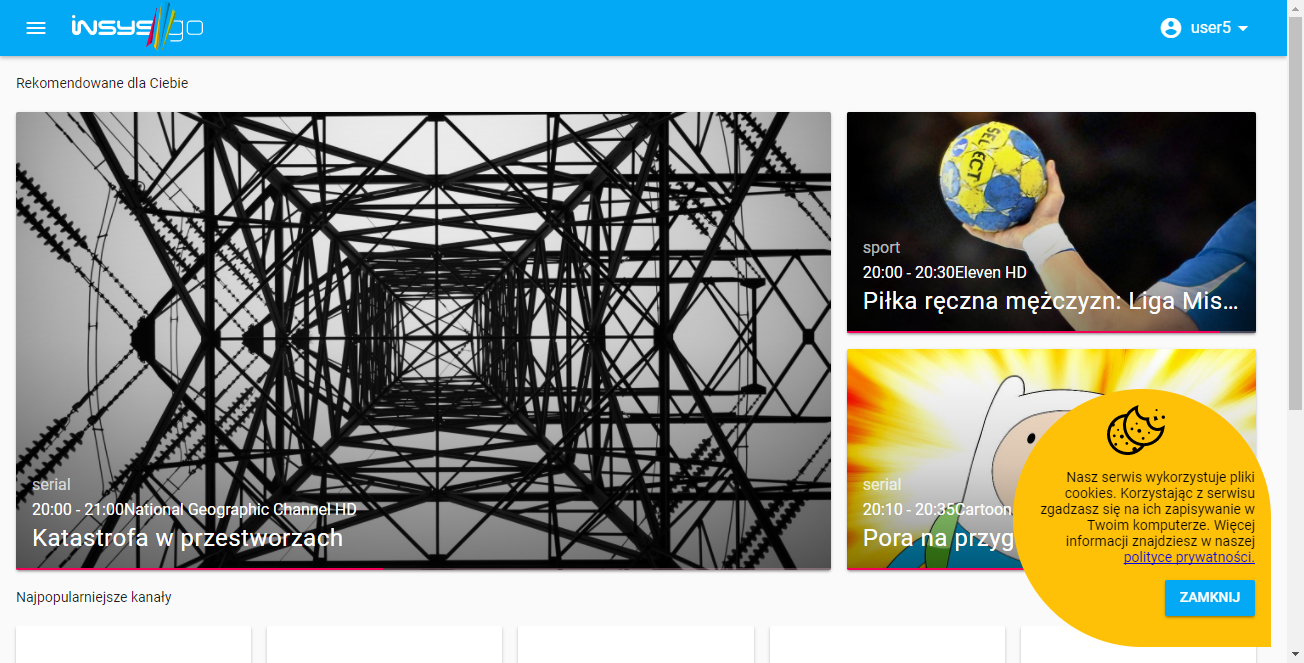 insys go
user5
Rekomendowane dla Ciebie
SELECT
sport
20:00 - 20:30Eleven HD
Piłka ręczna mężczyzn: Liga Mis...
serial
20:00 - 21:00National Geographic Channel HD
Katastrofa w przestworzach
serial
20:10 - 20:35Cartoon
Pora na przyg
Nasz serwis wykorzystuje pliki
cookies. Korzystając z serwisu
zgadzasz się na ich zapisywanie w
Twoim komputerze. Więcej
informacji znajdziesz w naszej
polityce prywatności.
ZAMKNIJ
Najpopularniejsze kanały